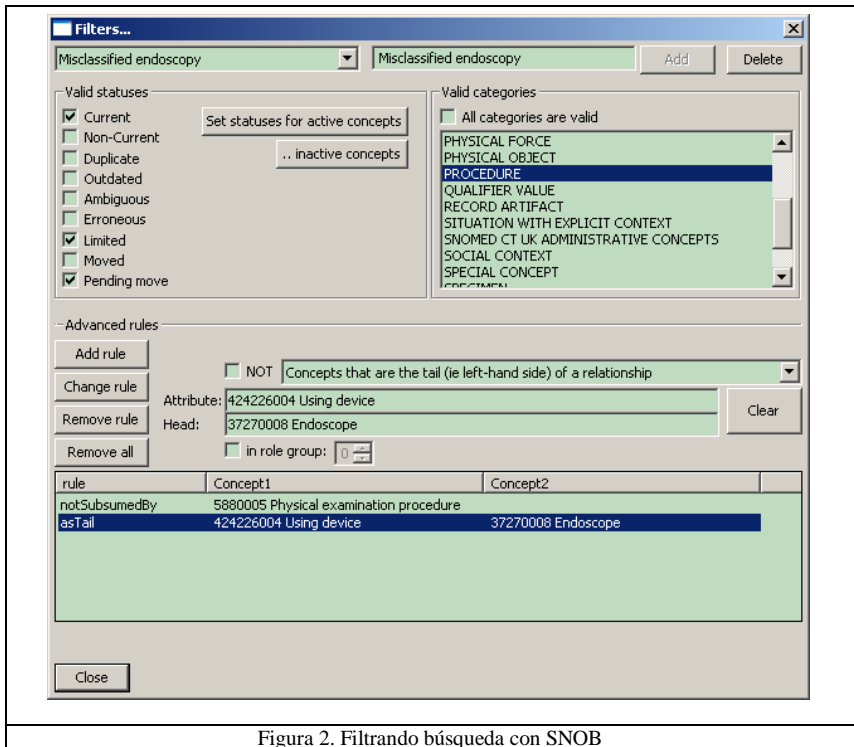 Filters...
Misclassified endoscopy
Misclassified endoscopy
Add
Delete
Valid statuses
Current
Non-Current
Duplicate
Outdated
Ambiguous
Erroneous
Limited
Moved
Pending move
Set statuses for active concepts
.. inactive concepts
Valid categories
All categories are valid
PHYSICAL FORCE
PHYSICAL OBJECT
PROCEDURE
QUALIFIER VALUE
RECORD ARTIFACT
SITUATION WITH EXPLICIT CONTEXT
SNOMED CT UK ADMINISTRATIVE CONCEPTS
SOCIAL CONTEXT
SPECIAL CONCEPT
SPECIMEN
Advanced rules
Add rule
Change rule
Remove rule
Remove all
NOT
Concepts that are the tail (ie left-hand side) of a relationship
Attribute: 424226004 Using device
Head: 37270008 Endoscope
Clear
in role group: 0
rule Concept1 Concept2
notSubsumedBy 5880005 Physical examination procedure
asTail 424226004 Using device 37270008 Endoscope
Close
Figura 2. Filtrando búsqueda con SNOB